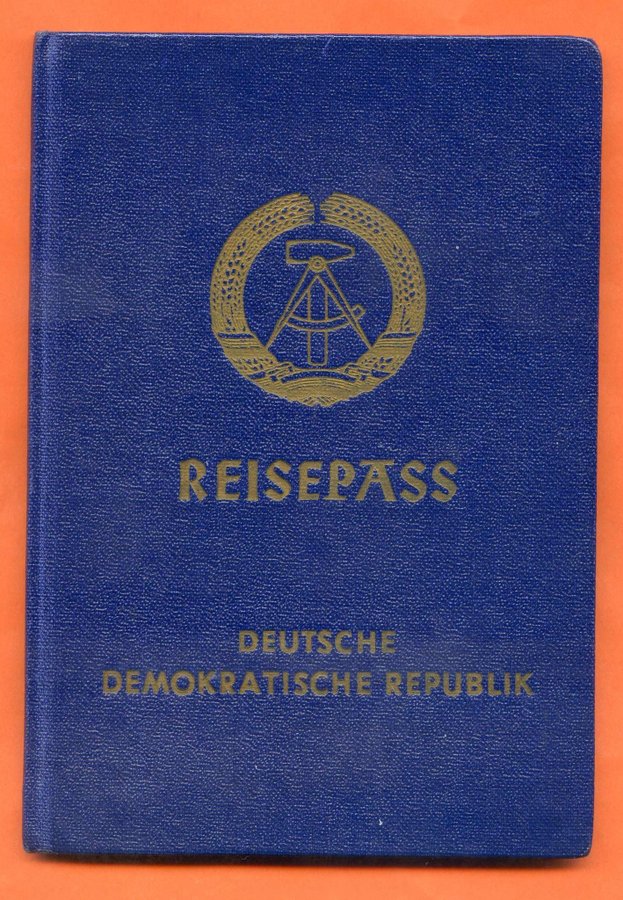 REISEPASS
DEUTSCHE
DEMOKRATISCHE REPUBLIK